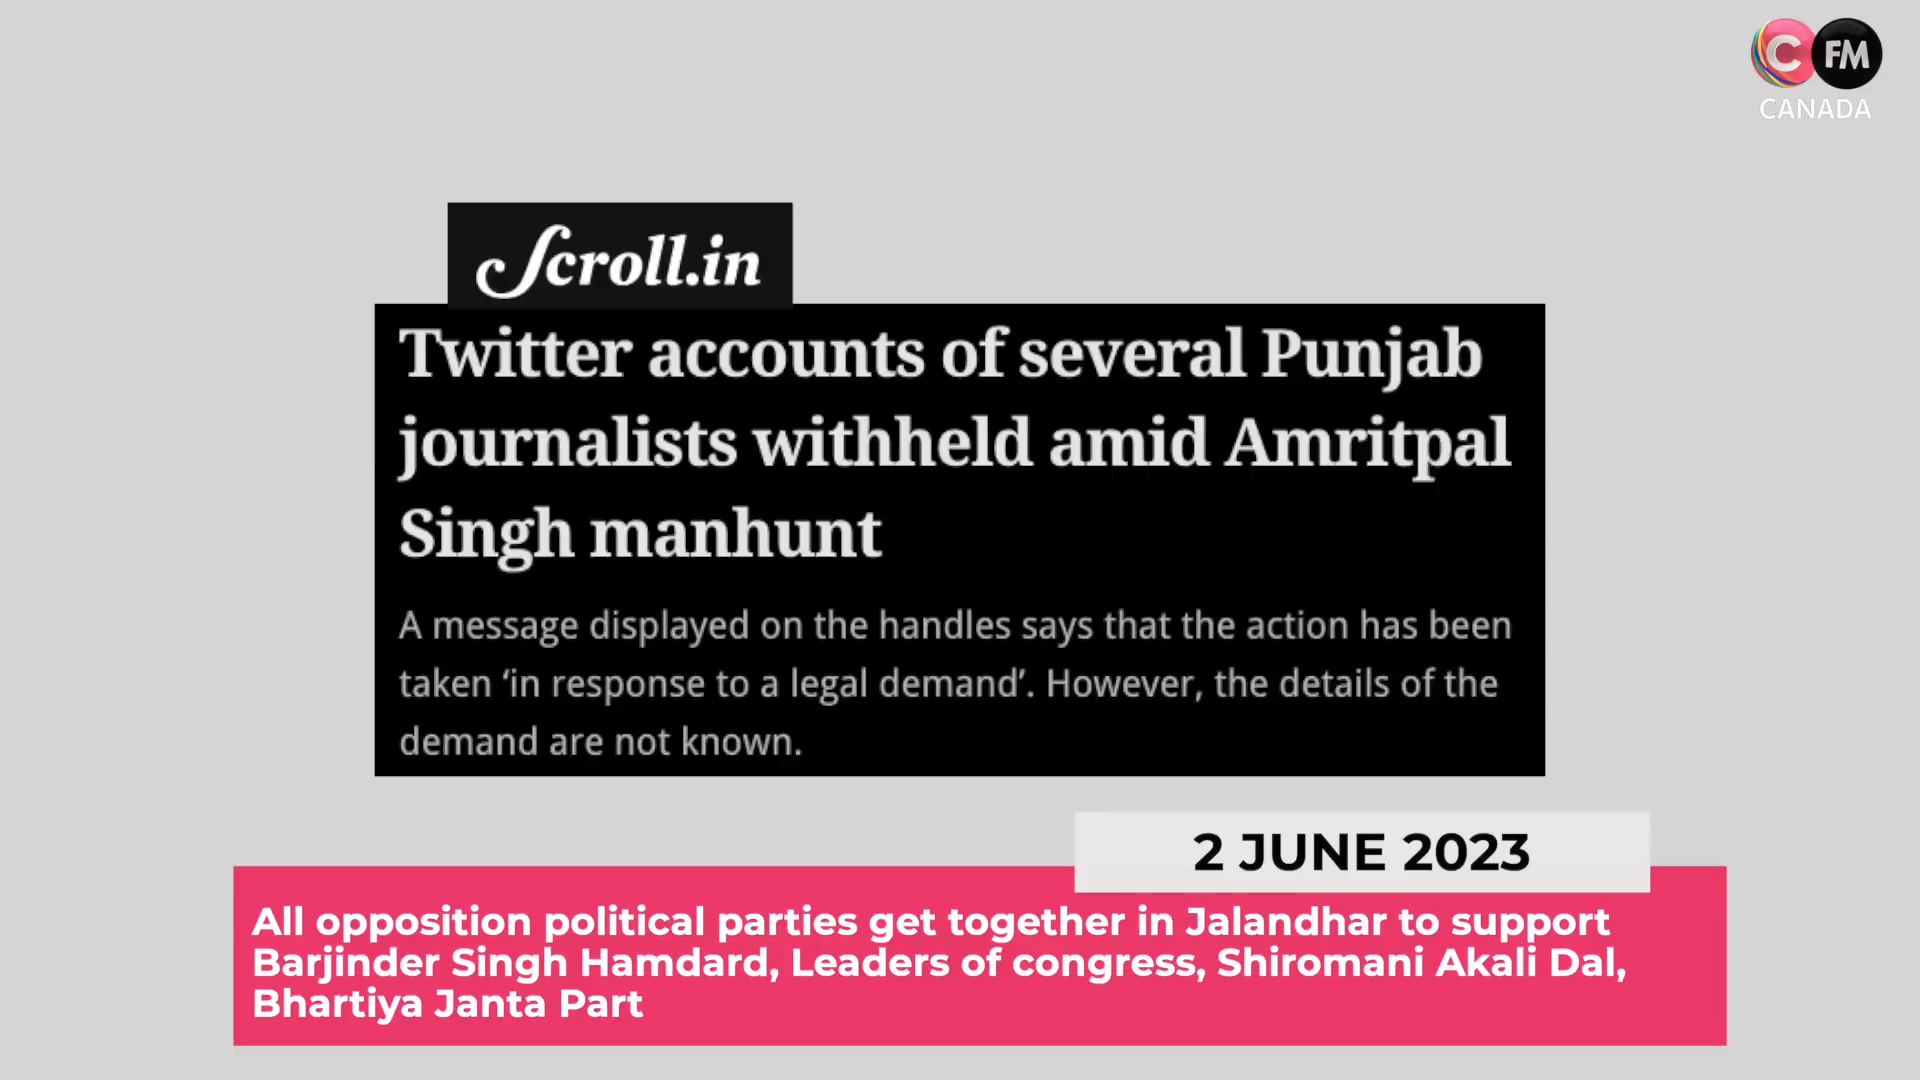 C FM
CANADA
Scroll.in
Twitter accounts of several Punjab
journalists withheld amid Amritpal
Singh manhunt
A message displayed on the handles says that the action has been
taken ‘in response to a legal demand’. However, the details of the
demand are not known.
2 JUNE 2023
All opposition political parties get together in Jalandhar to support
Barjinder Singh Hamdard, Leaders of congress, Shiromani Akali Dal,
Bhartiya Janta Part